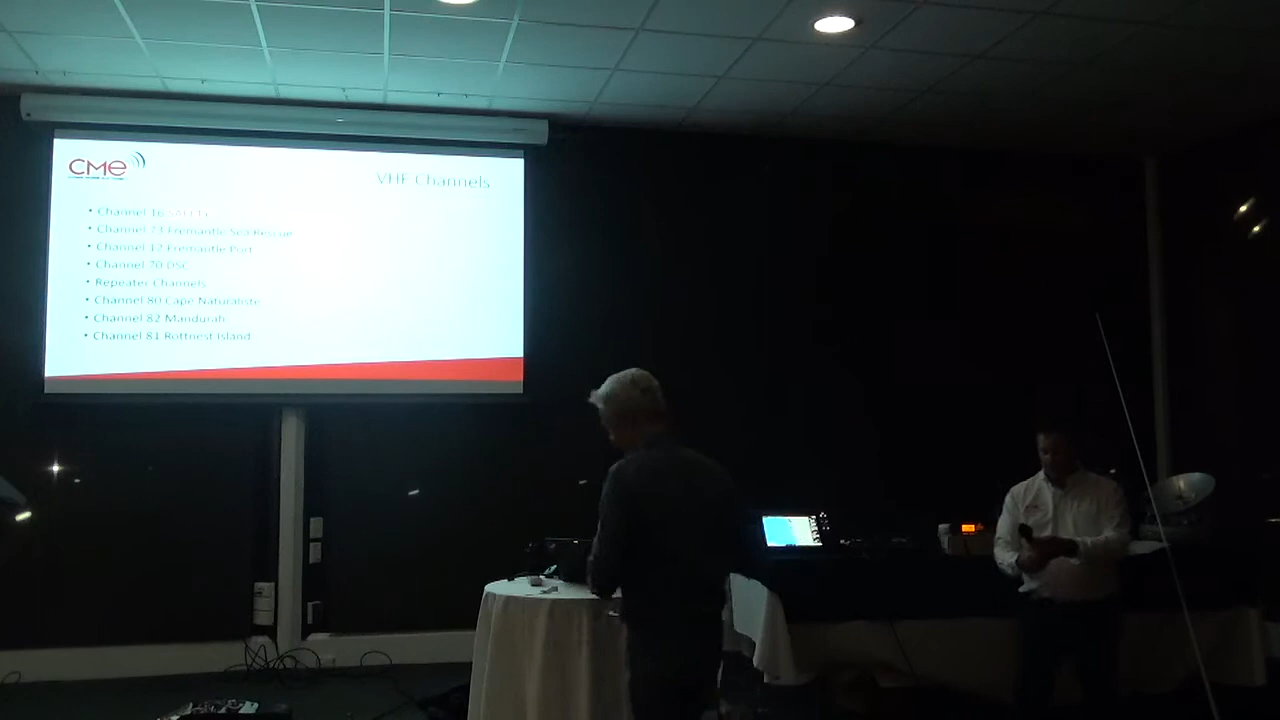 CME
VHF Channels
• Channel 16 SAFETY
• Channel 73 Fremantle Sea Rescue
• Channel 12 Fremantle Port
• Channel 70 DSC
• Repeater Channels
• Channel 80 Cape Naturaliste
• Channel 82 Mandurah
• Channel 81 Rottnest Island